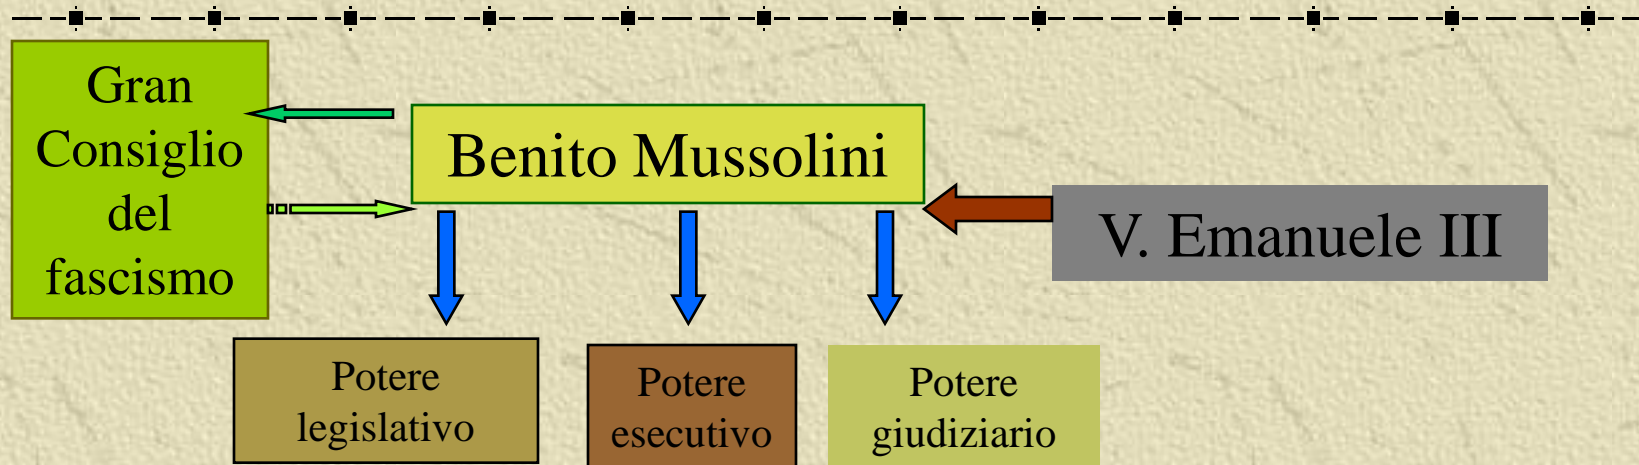 Gran
Consiglio
del
fascismo
Benito Mussolini
V. Emanuele III
Potere
legislativo
Potere
esecutivo
Potere
giudiziario